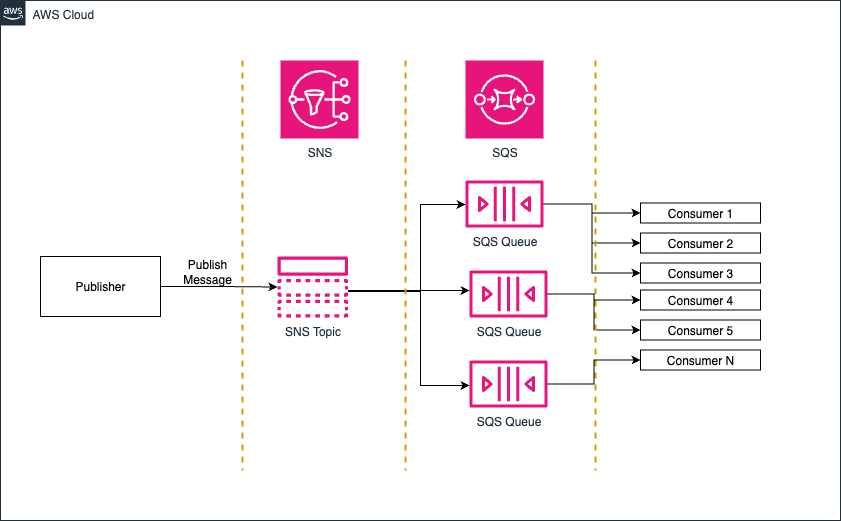 aws
AWS Cloud
SNS
SQS
Publisher
Publish
Message
SNS Topic
SQS Queue
SQS Queue
SQS Queue
Consumer 1
Consumer 2
Consumer 3
Consumer 4
Consumer 5
Consumer N